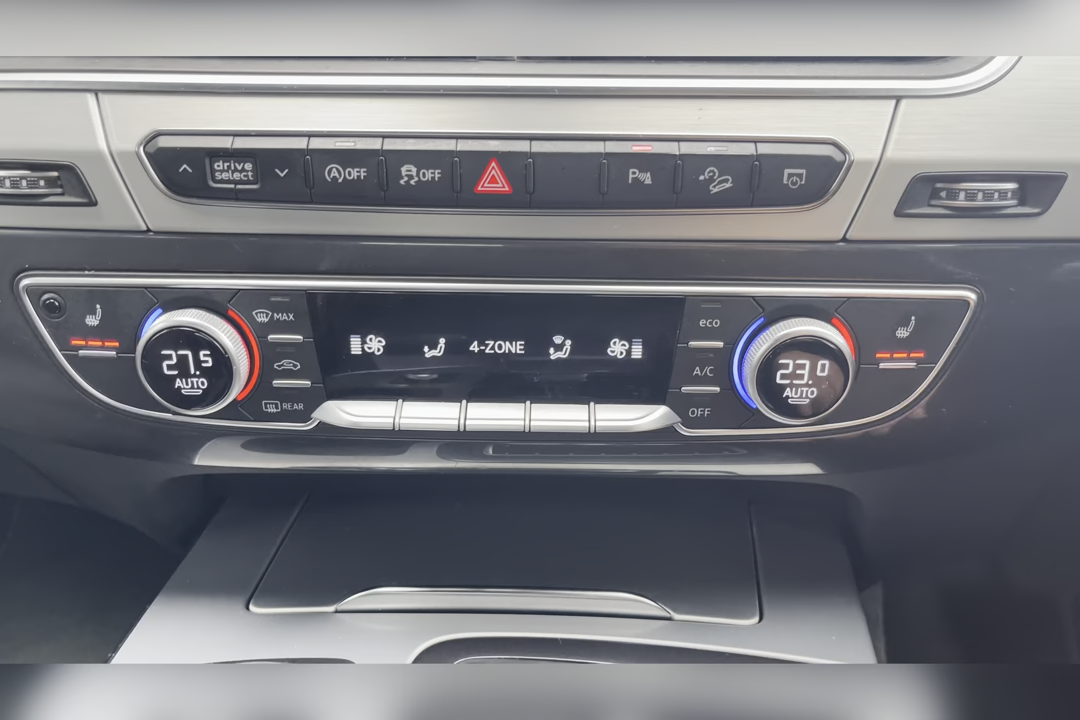 drive
select
A OFF
OFF
P
MAX
REAR
27.5
AUTO
4-ZONE
eco
A/C
OFF
23.0
AUTO